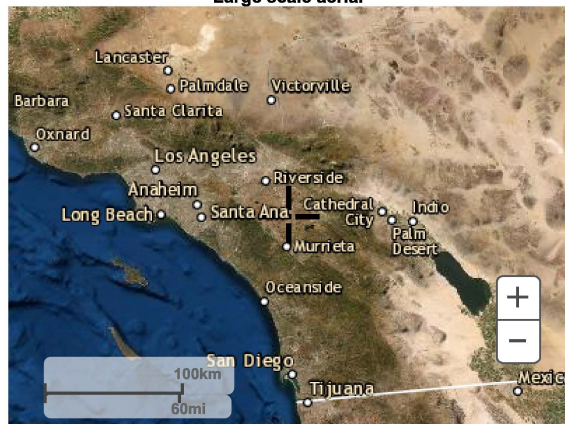 Large scale aerial
Lancaster
Palmdale
Victorville
Barbara
Santa Clarita
Oxnard
Los Angeles
Riverside
Anaheim
Cathedral
City
Indio
Long Beach
Santa Ana
Palm
Desert
Murrieta
Oceanside
+
−
San Diego
100km
60mi
Tijuana
Mexic